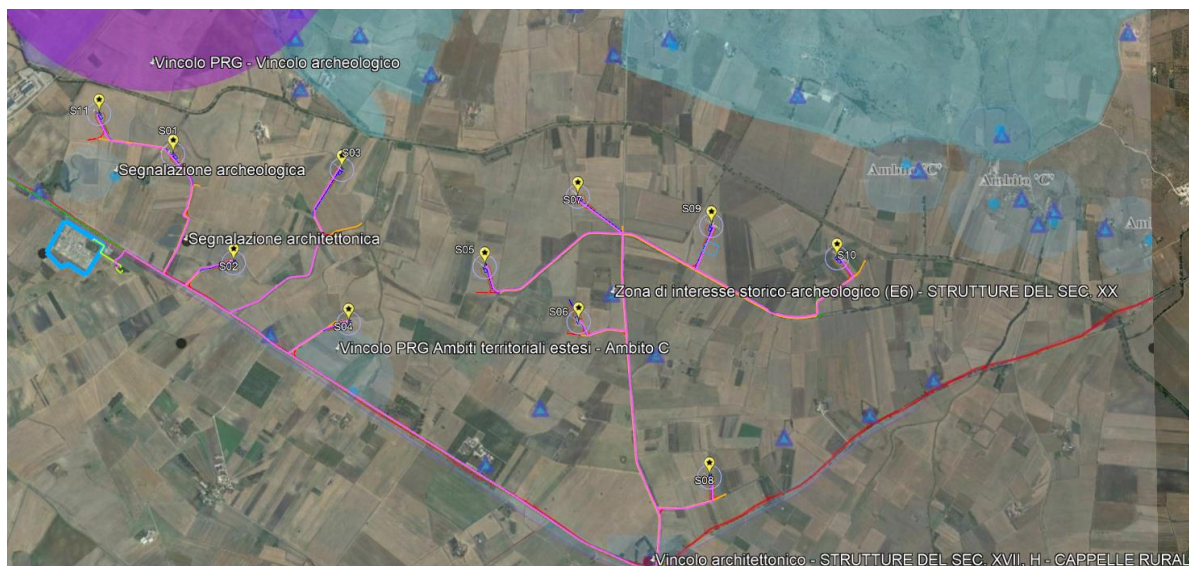 Vincolo PRG - Vincolo archeologico
S11
S01
S03
Segnalazione archeologica
Ambito 'C'
Ambito 'C'
S07
S09
Amb
Segnalazione architettonica
S05
S10
S02
Zona di interesse storico-archeologico (E6) - STRUTTURE DEL SEC. XX
S06
S04
Vincolo PRG Ambiti territoriali estesi - Ambito C
S08
Vincolo architettonico - STRUTTURE DEL SEC. XVII, H - CAPPELLE RURAL